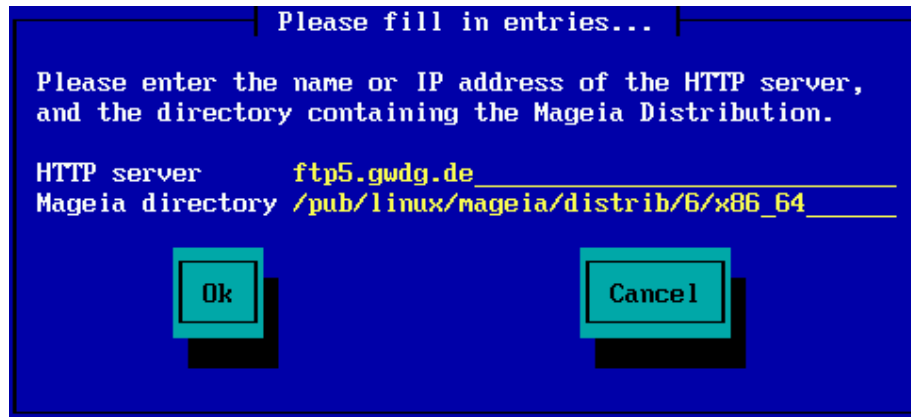 Please fill in entries...
Please enter the name or IP address of the HTTP server,
and the directory containing the Mageia Distribution.
HTTP server ftp5.gwdg.de
Mageia directory /pub/linux/mageia/distrib/6/x86_64
Ok Cancel